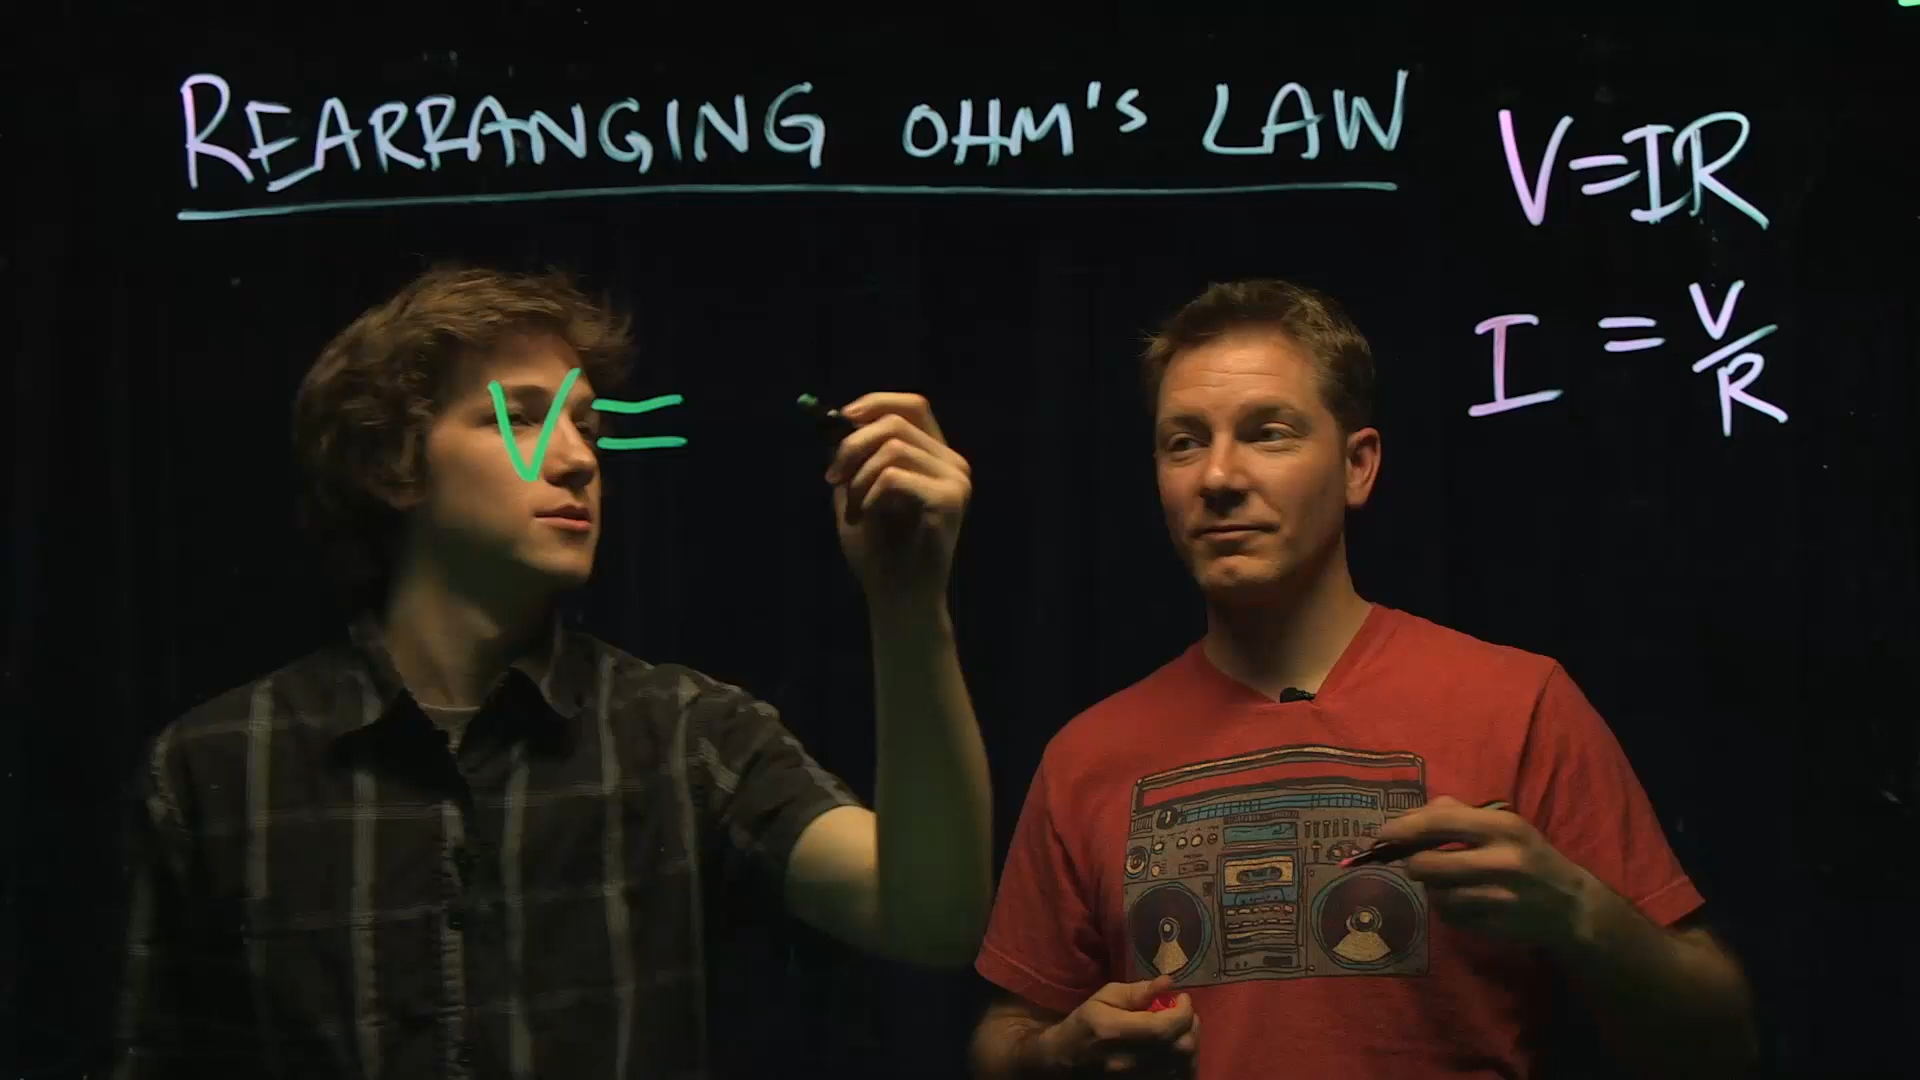 REARRANGING OHM'S LAW
V=IR
I = V/R
V=